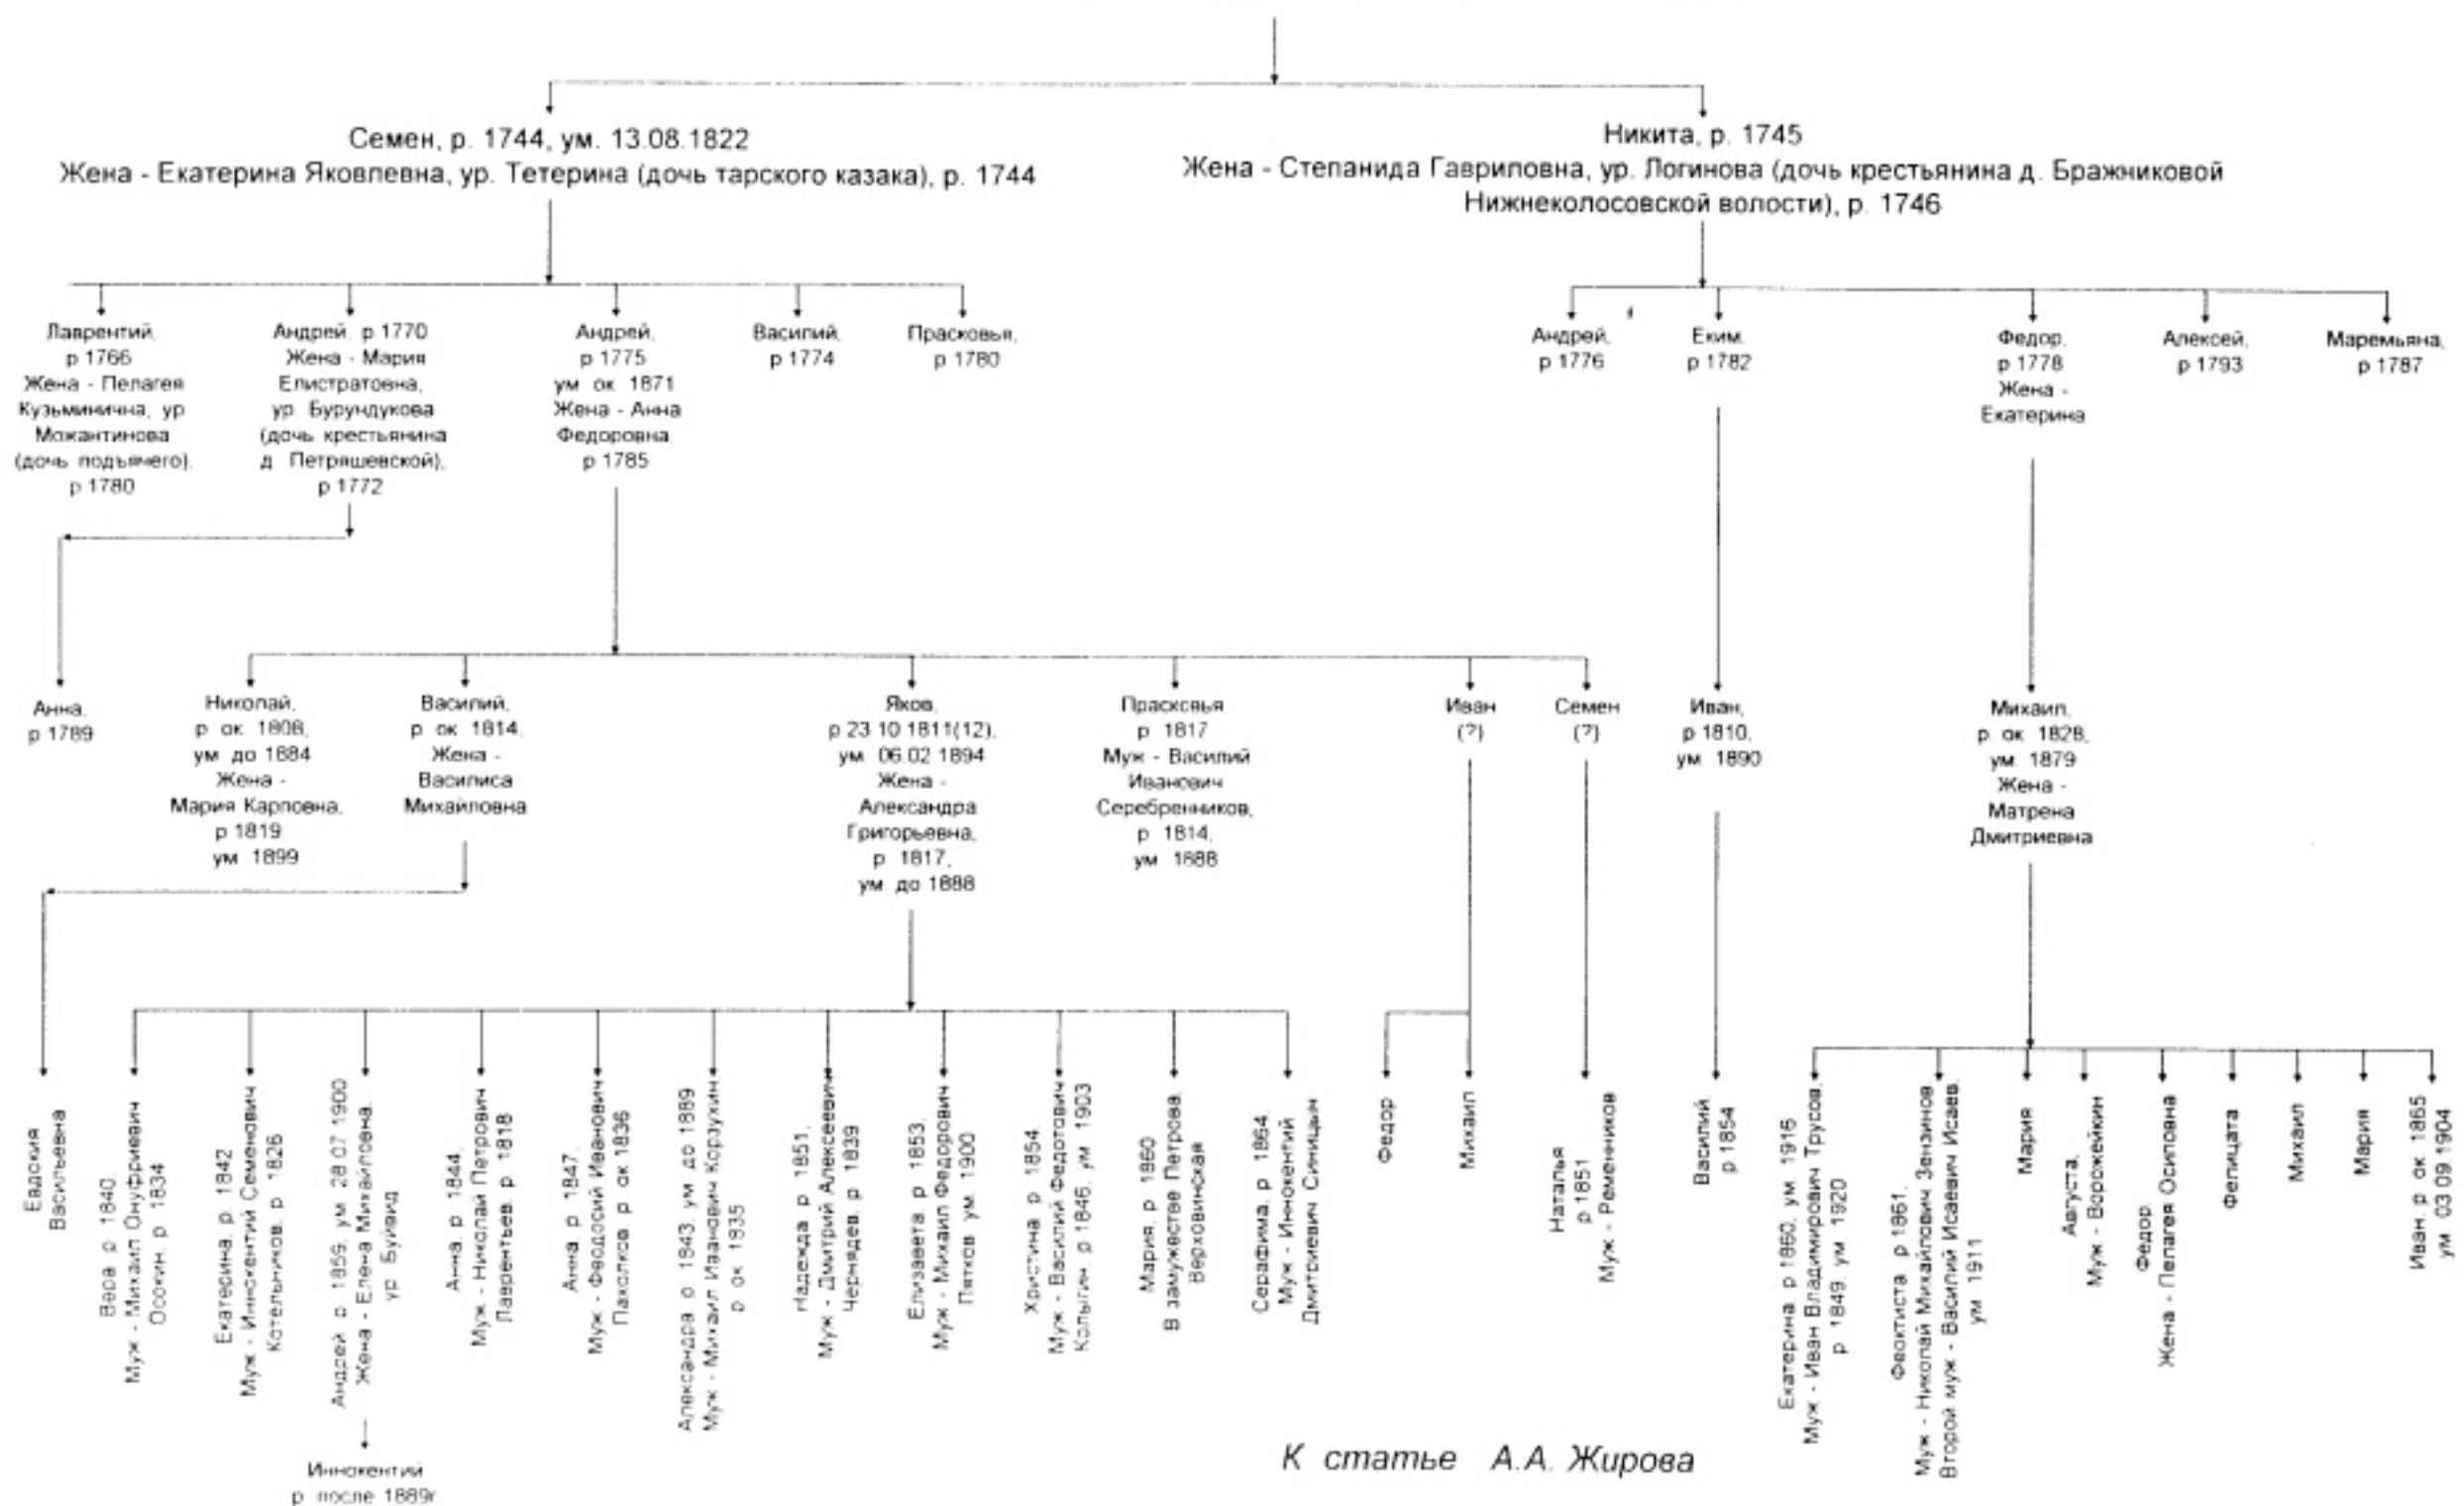 Семен, р. 1744, ум. 13.08.1822
Жена - Екатерина Яковлевна, ур. Тетерина (дочь тарского казака), р. 1744
Никита, р. 1745
Жена - Степанида Гавриловна, ур. Логинова (дочь крестьянина д. Бражниковой
Нижнеколосовской волости), р. 1746
Лаврентий,
р 1766
Жена - Пелагея
Кузьминична, ур
Можантинова
(дочь подъячего),
р 1780
Андрей, р 1770
Жена - Мария
Елистратовна,
ур Бурундукова
(дочь крестьянина
д Петряшевской),
р 1772
Андрей,
р 1775
ум ок 1871
Жена - Анна
Федоровна,
р 1785
Василий,
р 1774
Прасковья,
р 1780
Андрей,
р 1776
Еким,
р 1782
Федор,
р 1778
Жена -
Екатерина
Алексей,
р 1793
Маремьяна,
р 1787
Анна,
р 1789
Николай,
р ок 1808,
ум до 1884
Жена -
Мария Карповна,
р 1819
ум 1899
Василий,
р ок 1814,
Жена -
Василиса
Михайловна
Яков,
р 23 10 1811(12),
ум 06.02 1894
Жена -
Александра
Григорьевна,
р 1817,
ум до 1888
Прасковья
р 1817
Муж - Василий
Иванович
Серебренников,
р 1814,
ум 1888
Иван
(?)
Семен
(?)
Иван,
р 1810,
ум 1890
Михаил,
р ок 1828,
ум 1879
Жена -
Матрена
Дмитриевна
Евдокия
Васильевна
Вера р 1840,
Муж - Михаил Онуфриевич
Осокин, р 1834
Екатерина, р 1842
Муж - Иннокентий Семенович
Котельников, р 1826
Андрей р 1859, ум 28 07 1900
Жена - Елена Михайловна,
ур Буйвид
Анна, р 1844,
Муж - Николай Петрович
Лаврентьев, р 1818
Анна, р 1847,
Муж - Феодосий Иванович
Пахолков, р ок 1836
Александра р 1843, ум до 1889
Муж - Михаил Иванович Корзухин,
р ок 1835
Надежда р 1851,
Муж - Дмитрий Алексеевич
Чернядев, р 1839
Елизавета, р 1853,
Муж - Михаил Федорович
Пятков ум 1900
Христина, р 1854,
Муж - Василий Федотович
Колыгин, р 1846, ум 1903
Мария, р 1860
В замужестве Петрова,
Верховинская
Серафима, р 1864,
Муж - Иннокентий
Дмитриевич Синицын
Федор
Михаил
Наталья
р 1851
Муж - Ременников
Василий,
р 1854
Екатерина р 1860, ум 1916
Муж - Иван Владимирович Трусов,
р 1849 ум 1920
Феоктиста р 1861,
Муж - Николай Михайлович Зензинов
Второй муж - Василий Исаевич Исаев,
ум 1911
Мария
Августа,
Муж - Ворожейкин
Федор,
Жена - Пелагея Осиповна
Фелицата
Михаил
Мария
Иван, р ок 1865
ум 03 09 1904
Иннокентий
р после 1889г
К статье А.А. Жирова